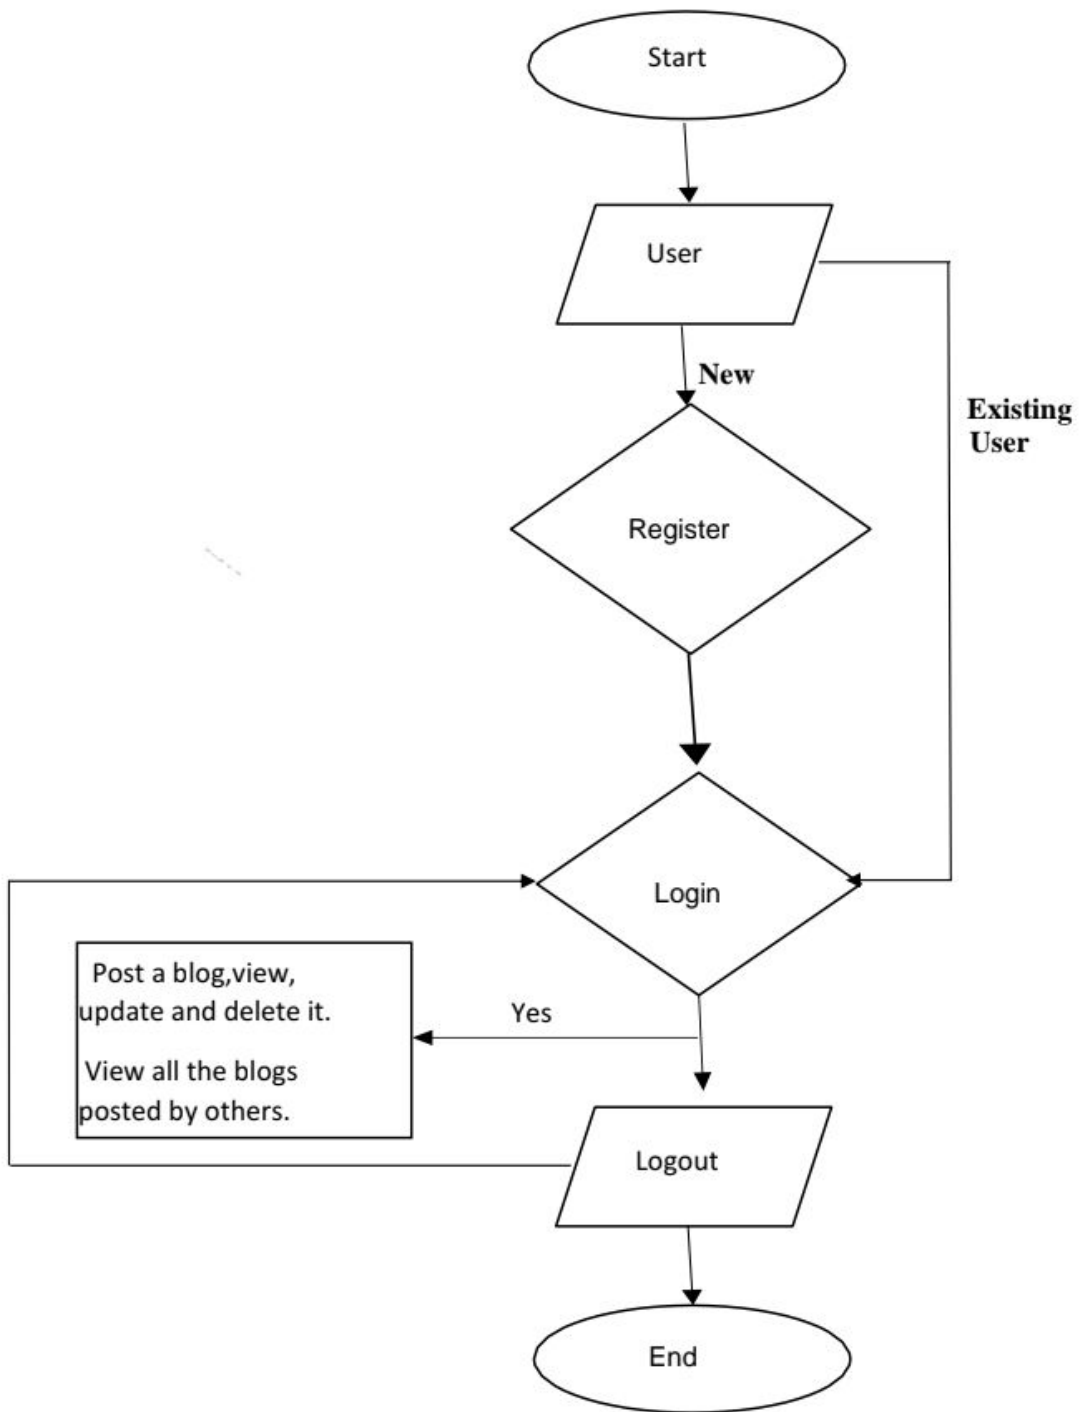 Start
User
New
Existing
User
Register
Login
Yes
Post a blog,view,
update and delete it.
View all the blogs
posted by others.
Logout
End